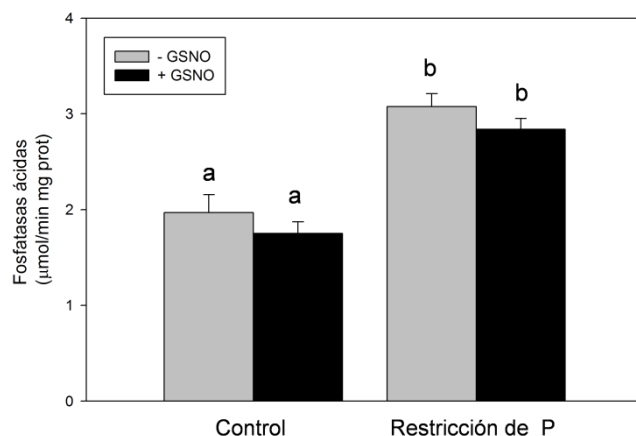 4
3
2
1
0
Fosfatasas ácidas
(μmol/min mg prot)
- GSNO
+ GSNO
a
a
b
b
Control
Restricción de P